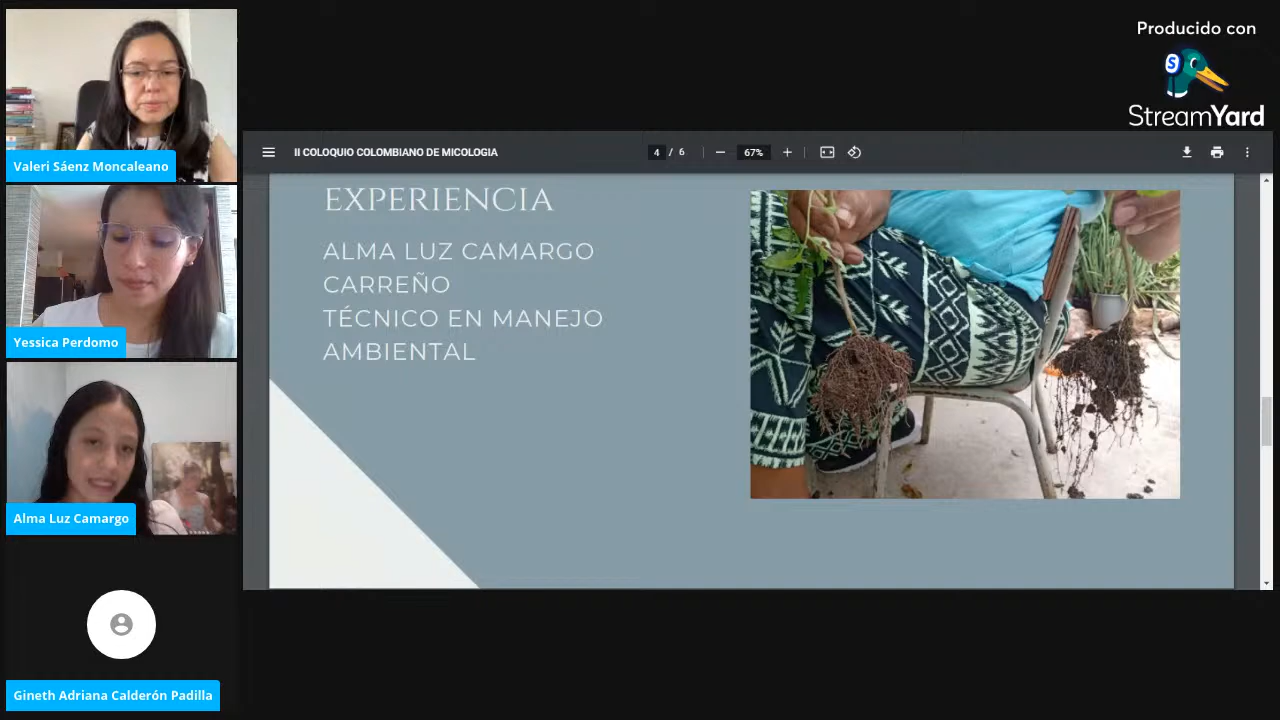 Producido con
StreamYard
Valeri Sáenz Moncaleano
Yessica Perdomo
Alma Luz Camargo
Gineth Adriana Calderón Padilla
II COLOQUIO COLOMBIANO DE MICOLOGIA
4 / 6
67%
EXPERIENCIA
ALMA LUZ CAMARGO
CARREÑO
TÉCNICO EN MANEJO
AMBIENTAL